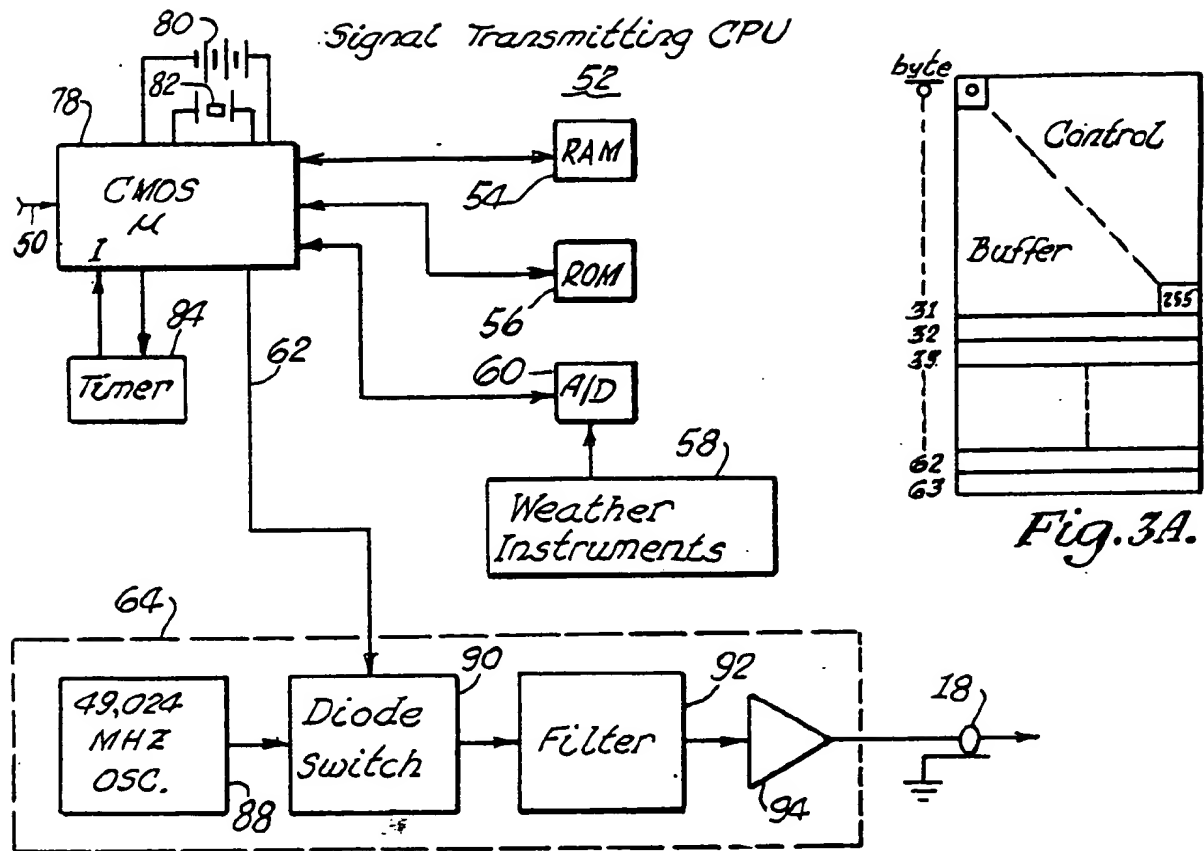 Signal Transmitting CPU
52
80
82
78
CMOS
μ
I
50
RAM
54
ROM
56
60
A/D
58
Weather
Instruments
84
Timer
62
byte
0
0
Control
Buffer
255
31
32
33
62
63
Fig.3A.
64
49,024
MHZ
OSC.
88
Diode
Switch
90
Filter
92
94
18